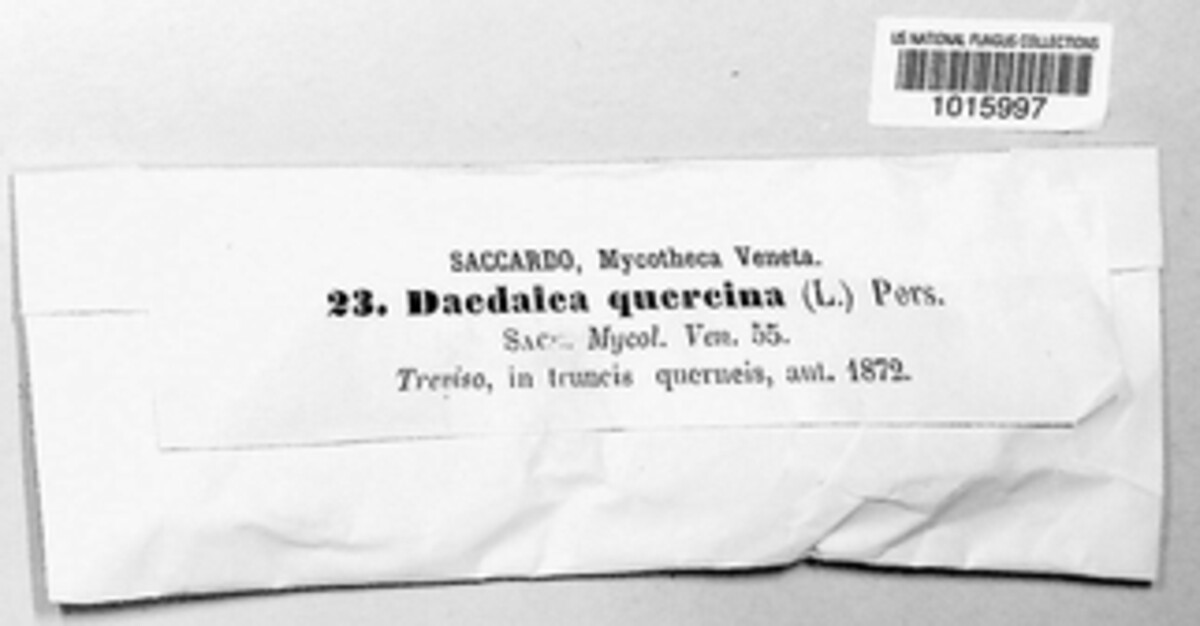 US NATIONAL FUNGUS COLLECTIONS
1015997
SACCARDO, Mycotheca Veneta.
23. Daedalea quercina (L.) Pers.
Sacc. Mycol. Ven. 55.
Treviso, in truncis querneis, aut. 1872.